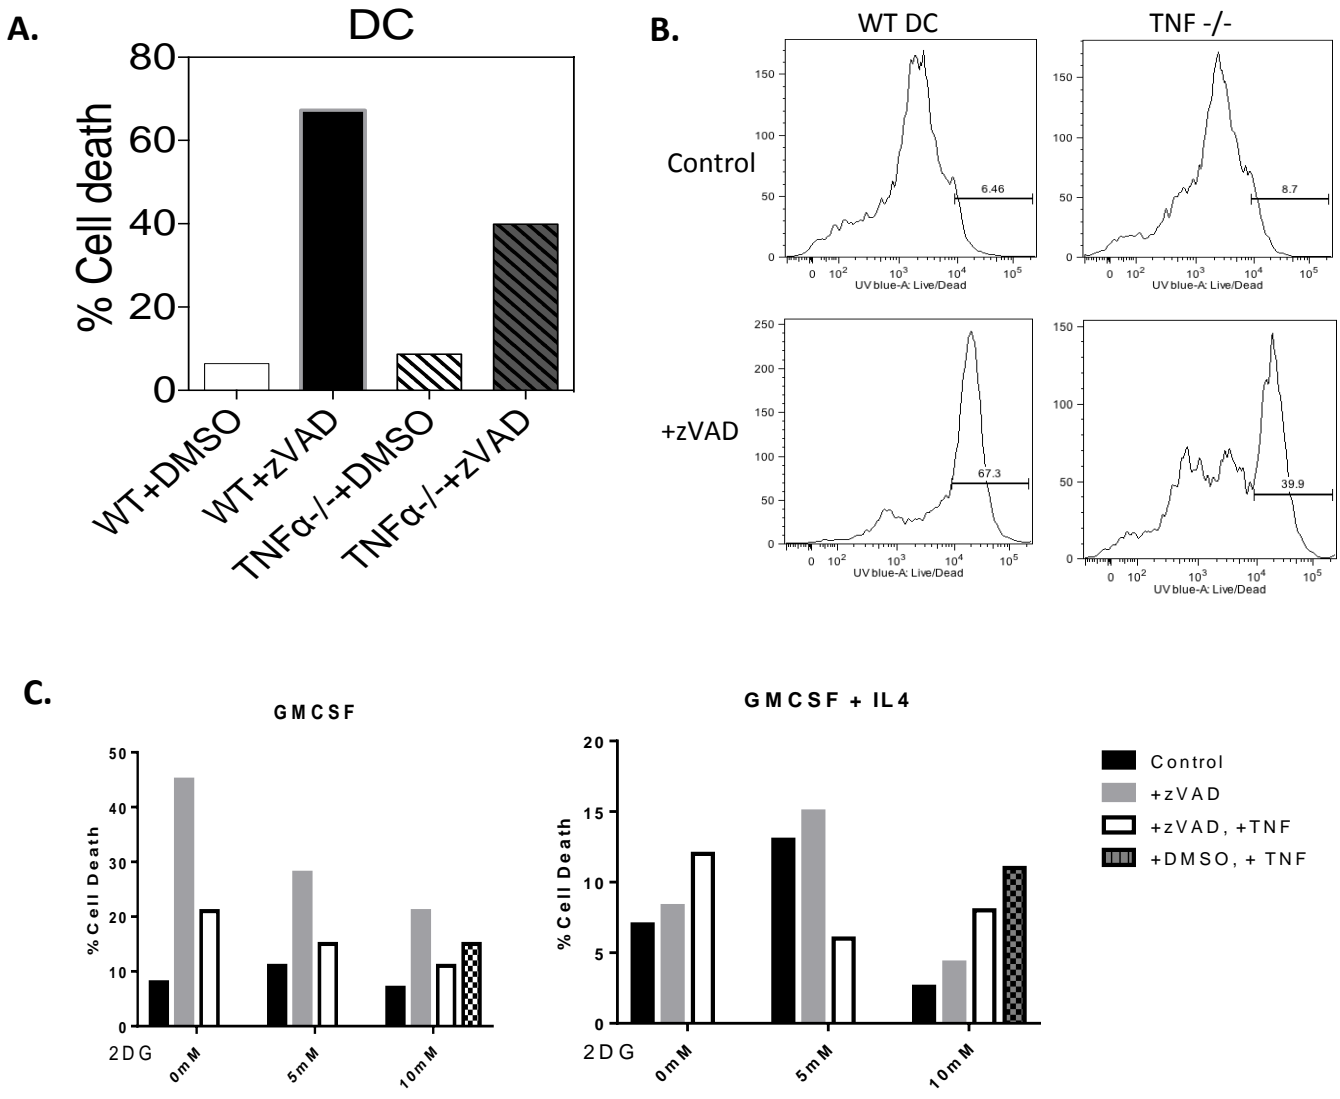 A.
DC
% Cell death
80
60
40
20
0
WT+DMSO
WT+zVAD
TNFα-/-+DMSO
TNFα-/-+zVAD
B.
WT DC
TNF -/-
Control
150
100
50
0
6.46
0 10² 10³ 10⁴ 10⁵
UV blue-A: Live/Dead
150
100
50
0
8.7
0 10² 10³ 10⁴ 10⁵
UV blue-A: Live/Dead
+zVAD
250
200
150
100
50
0
67.3
0 10² 10³ 10⁴ 10⁵
UV blue-A: Live/Dead
150
100
50
0
39.9
0 10² 10³ 10⁴ 10⁵
UV blue-A: Live/Dead
C.
GMCSF
% Cell Death
50
40
30
20
10
0
2DG
0mM
5mM
10mM
GMCSF + IL4
% Cell Death
20
15
10
5
0
2DG
0mM
5mM
10mM
Control
+zVAD
+zVAD, +TNF
+DMSO, + TNF